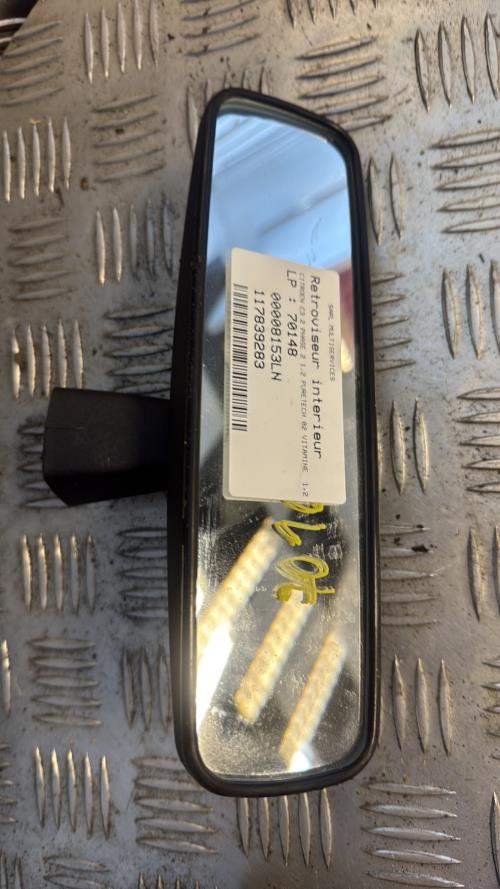 SARL MULTISERVICES
Retroviseur interieur
CITROEN C3 2 PHASE 2 1.2 PURETECH 82 VITAMINE 1.2
LP : 70148
00008153LN
117839283